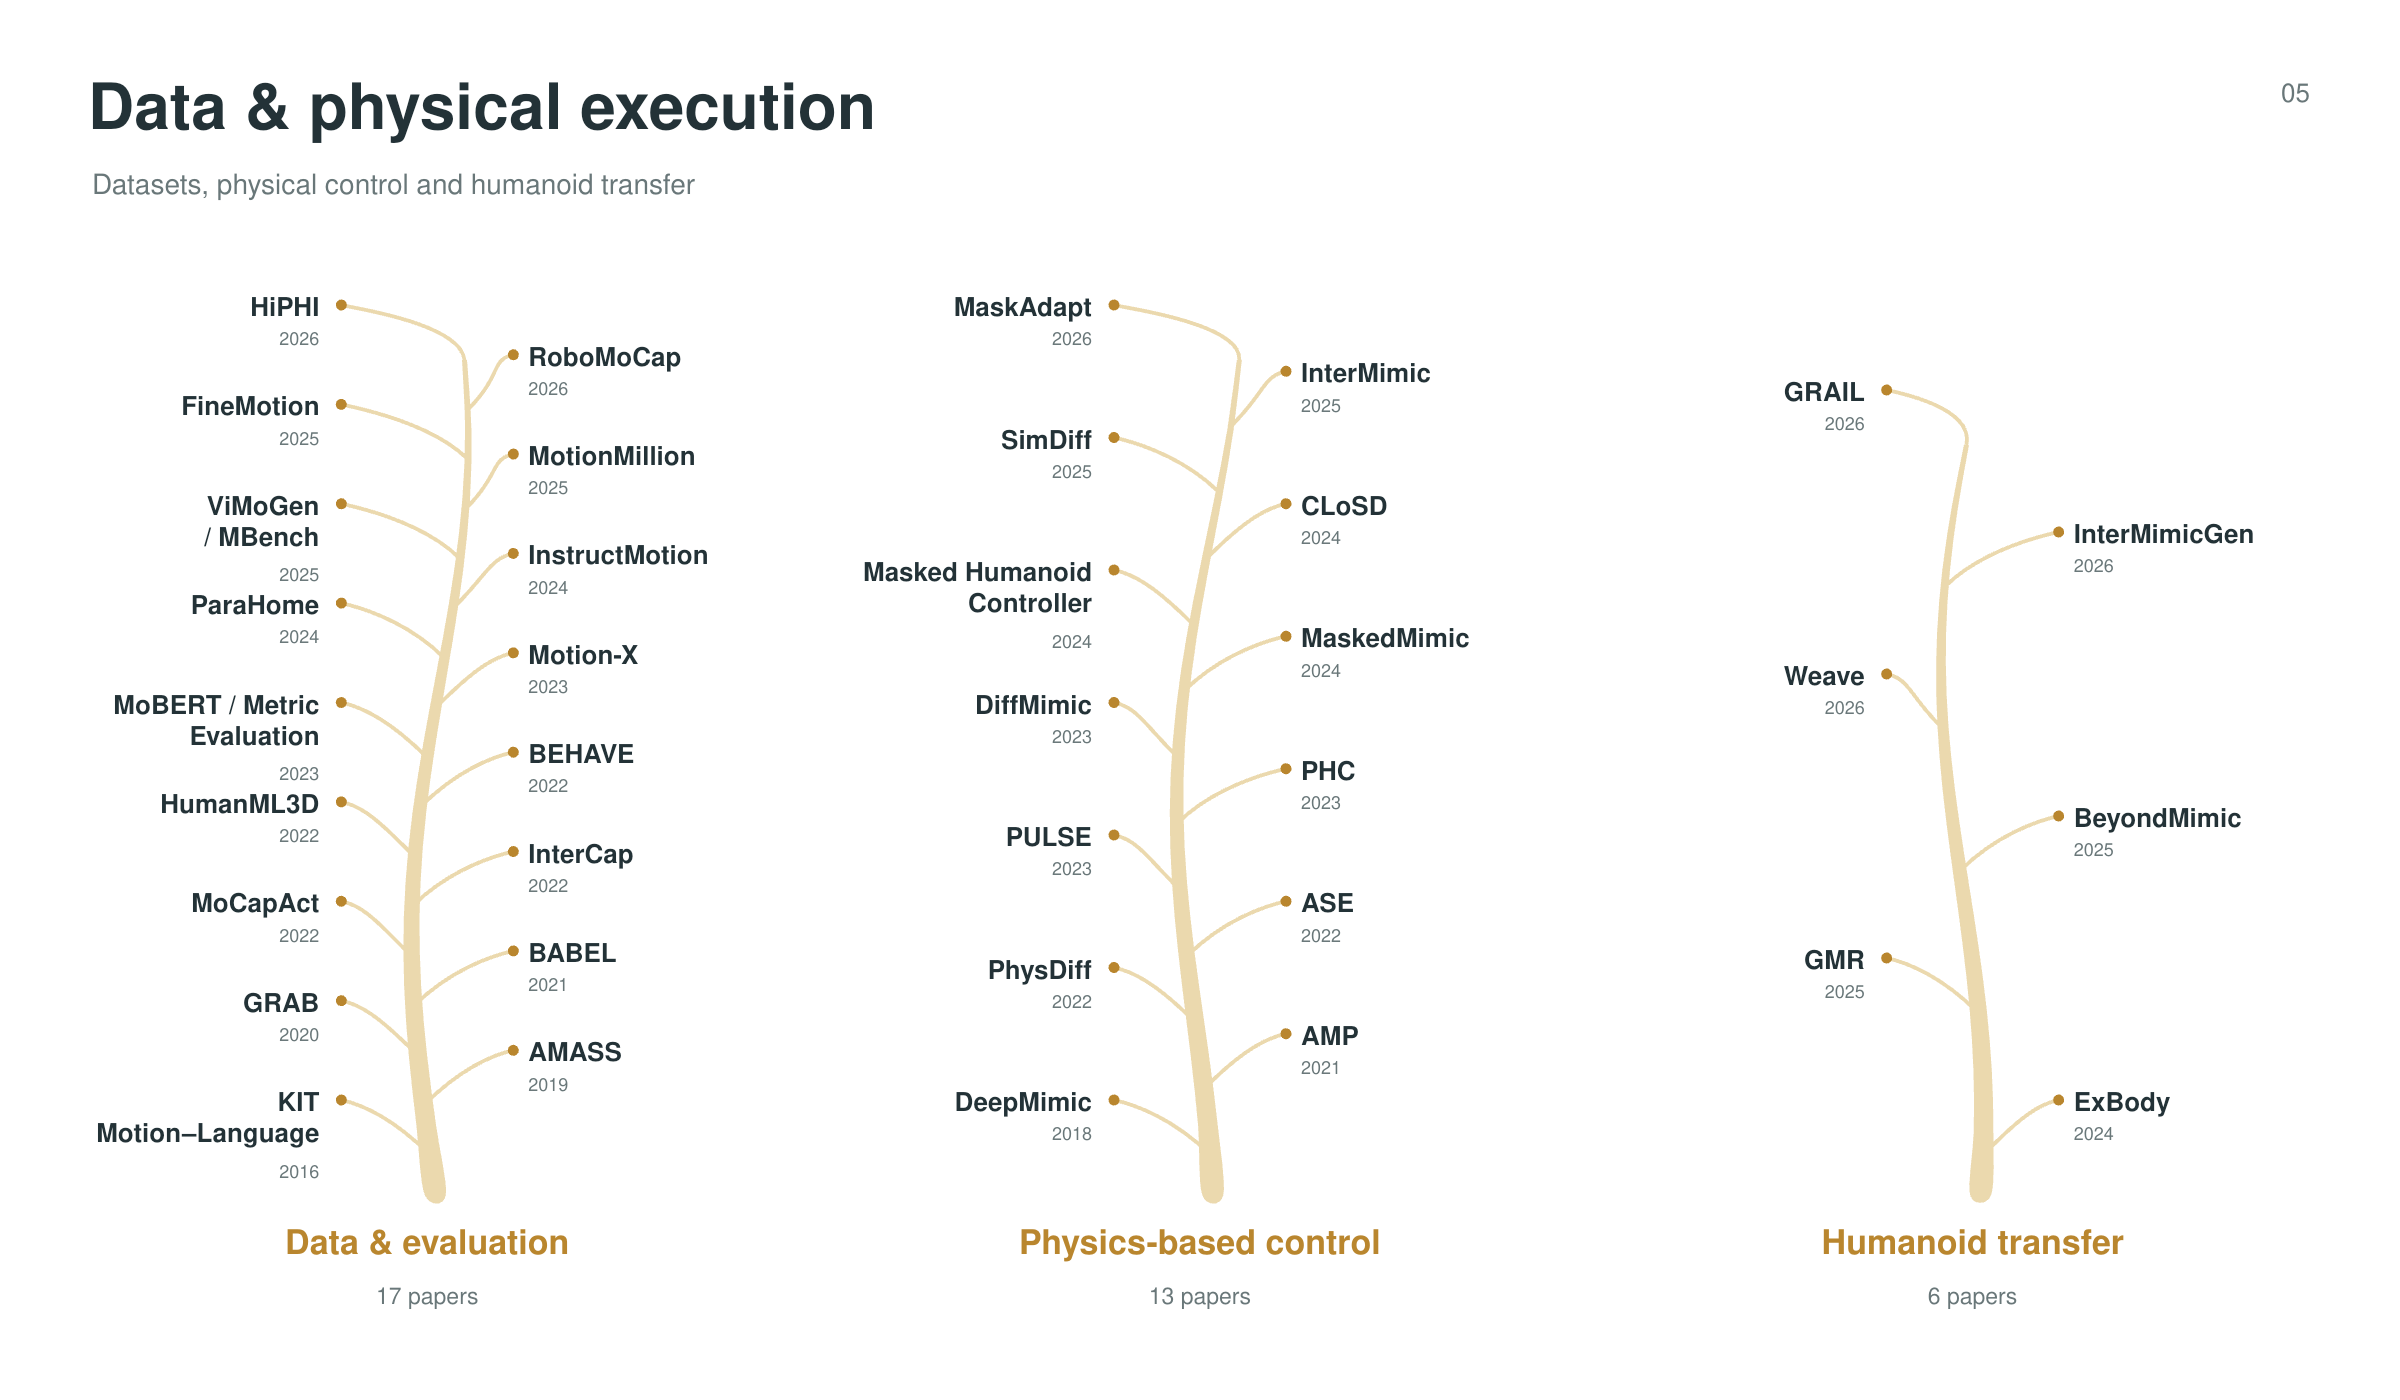 Data & physical execution
05
Datasets, physical control and humanoid transfer
HiPHI
2026
RoboMoCap
2026
FineMotion
2025
MotionMillion
2025
ViMoGen
/ MBench
2025
InstructMotion
2024
ParaHome
2024
Motion-X
2023
MoBERT / Metric
Evaluation
2023
BEHAVE
2022
HumanML3D
2022
InterCap
2022
MoCapAct
2022
BABEL
2021
GRAB
2020
AMASS
2019
KIT
Motion–Language
2016
Data & evaluation
17 papers
MaskAdapt
2026
InterMimic
2025
SimDiff
2025
CLoSD
2024
Masked Humanoid
Controller
2024
MaskedMimic
2024
DiffMimic
2023
PHC
2023
PULSE
2023
ASE
2022
PhysDiff
2022
AMP
2021
DeepMimic
2018
Physics-based control
13 papers
GRAIL
2026
InterMimicGen
2026
Weave
2026
BeyondMimic
2025
GMR
2025
ExBody
2024
Humanoid transfer
6 papers